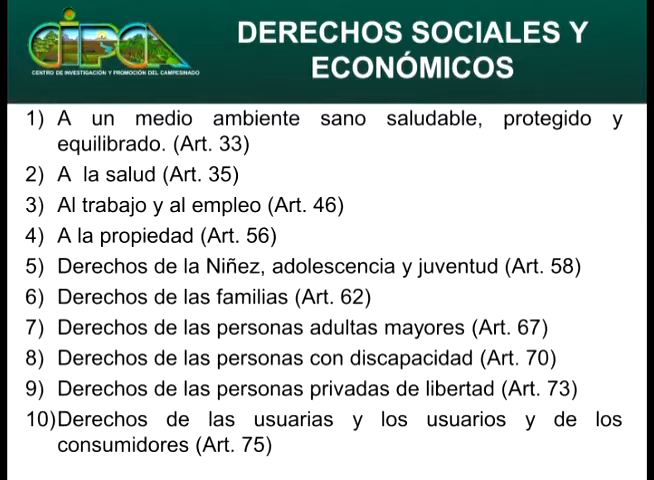 CIPCA
CENTRO DE INVESTIGACIÓN Y PROMOCIÓN DEL CAMPESINADO
DERECHOS SOCIALES Y
ECONÓMICOS
1) A un medio ambiente sano saludable, protegido y
equilibrado. (Art. 33)
2) A la salud (Art. 35)
3) Al trabajo y al empleo (Art. 46)
4) A la propiedad (Art. 56)
5) Derechos de la Niñez, adolescencia y juventud (Art. 58)
6) Derechos de las familias (Art. 62)
7) Derechos de las personas adultas mayores (Art. 67)
8) Derechos de las personas con discapacidad (Art. 70)
9) Derechos de las personas privadas de libertad (Art. 73)
10)Derechos de las usuarias y los usuarios y de los
consumidores (Art. 75)